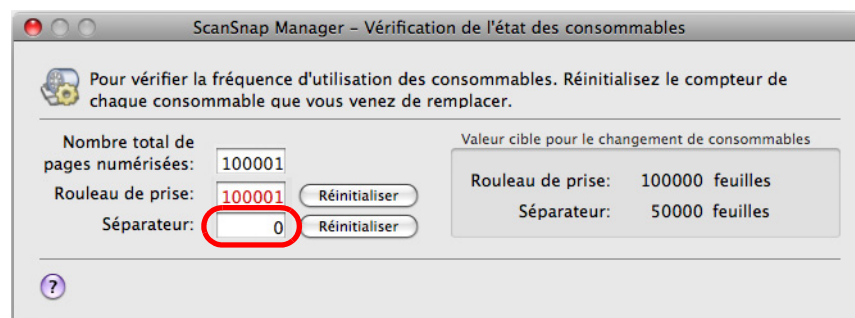 ScanSnap Manager – Vérification de l'état des consommables
Pour vérifier la fréquence d'utilisation des consommables. Réinitialisez le compteur de
chaque consommable que vous venez de remplacer.
Nombre total de
pages numérisées: 100001
Rouleau de prise: 100001 Réinitialiser
Séparateur: 0 Réinitialiser
Valeur cible pour le changement de consommables
Rouleau de prise: 100000 feuilles
Séparateur: 50000 feuilles
?